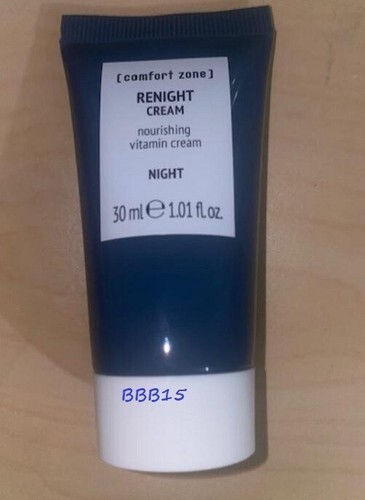 [comfort zone]
RENIGHT
CREAM
nourishing
vitamin cream
NIGHT
30 ml ℮ 1.01 fl.oz.
BBB15